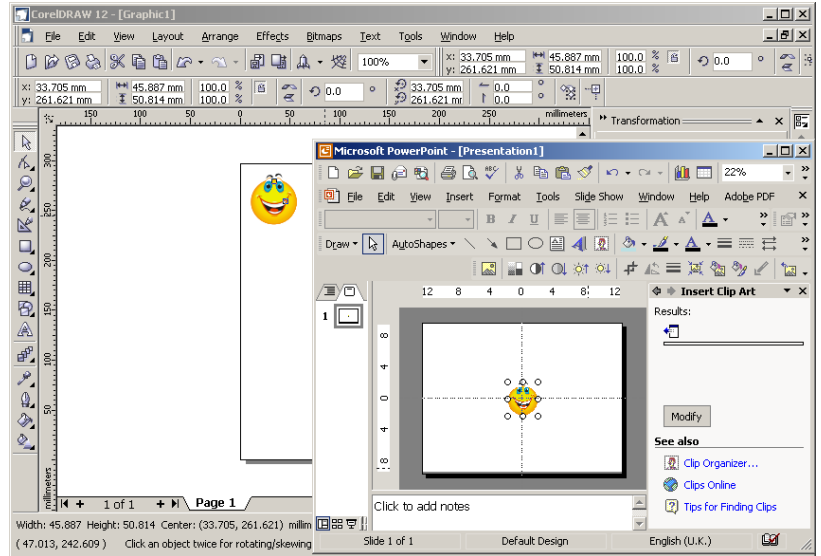 CorelDRAW 12 - [Graphic1]
File Edit View Layout Arrange Effects Bitmaps Text Tools Window Help
100% x: 33.705 mm 45.887 mm 100.0 % 0.0 °
y: 261.621 mm 50.814 mm 100.0 %
x: 33.705 mm 45.887 mm 100.0 % 0.0 ° 33.705 mm 0.0 °
y: 261.621 mm 50.814 mm 100.0 % 261.621 mr 0.0 °
150 100 50 0 50 100 150 200 250 millimeters
Transformation
Microsoft PowerPoint - [Presentation1]
22%
File Edit View Insert Format Tools Slide Show Window Help Adobe PDF
B I U A A A
Draw AutoShapes A
12 8 4 0 4 8 12
Insert Clip Art
Results:
1
8
4
0
4
8
Modify
See also
Clip Organizer...
Clips Online
Tips for Finding Clips
Click to add notes
Slide 1 of 1 Default Design English (U.K.)
millimeters
1 of 1 Page 1
Width: 45.887 Height: 50.814 Center: (33.705, 261.621) millim
( 47.013, 242.609 ) Click an object twice for rotating/skewing